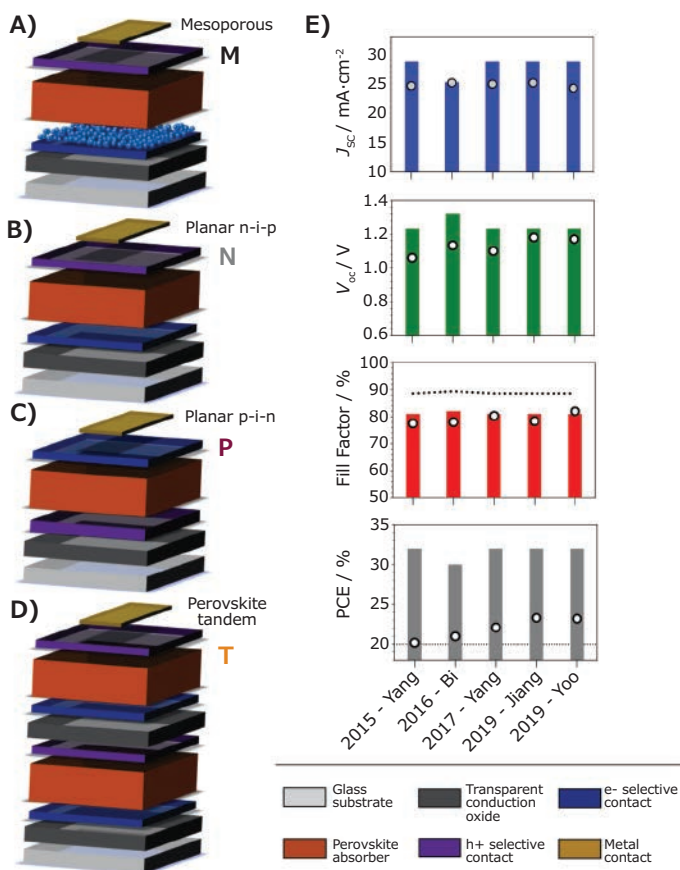 A)
Mesoporous
M
B)
Planar n-i-p
N
C)
Planar p-i-n
P
D)
Perovskite
tandem
T
E)
30
25
20
15
10
Jsc / mA·cm-2
1.4
1.2
1.0
0.8
0.6
Voc / V
100
90
80
70
60
50
Fill Factor / %
35
30
25
20
PCE / %
2015 - Yang
2016 - Bi
2017 - Yang
2019 - Jiang
2019 - Yoo
Glass
substrate
Transparent
conduction
oxide
e- selective
contact
Perovskite
absorber
h+ selective
contact
Metal
contact